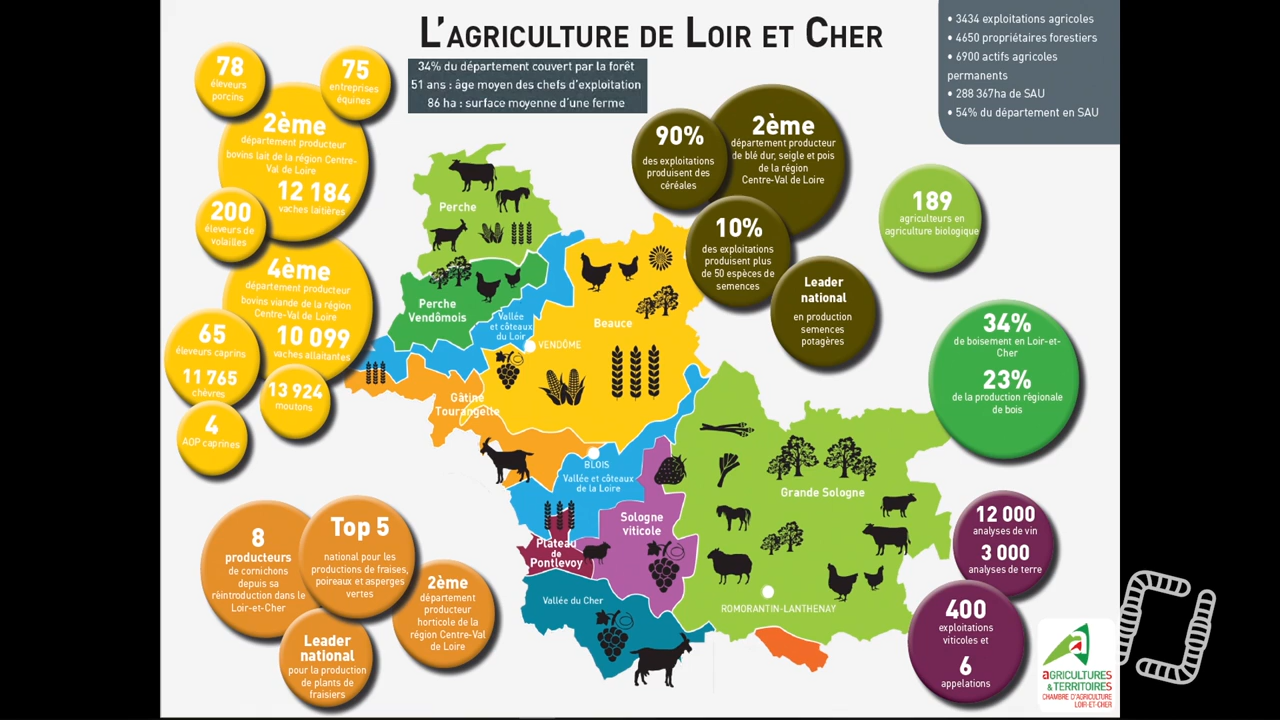 L'AGRICULTURE DE LOIR ET CHER
34% du département couvert par la forêt
51 ans : âge moyen des chefs d'exploitation
86 ha : surface moyenne d'une ferme
• 3434 exploitations agricoles
• 4650 propriétaires forestiers
• 6900 actifs agricoles
permanents
• 288 367ha de SAU
• 54% du département en SAU
78
éleveurs
porcins
75
entreprises
équines
2ème
département producteur
bovins lait de la région Centre-
Val de Loire
12 184
vaches laitières
200
éleveurs de
volailles
4ème
département producteur
bovins viande de la région
Centre-Val de Loire
10 099
vaches allaitantes
65
éleveurs caprins
11 765
chèvres
13 924
moutons
4
AOP caprines
90%
des exploitations
produisent des
céréales
2ème
département producteur
de blé dur, seigle et pois
de la région
Centre-Val de Loire
10%
des exploitations
produisent plus
de 50 espèces de
semences
Leader
national
en production
semences
potagères
189
agriculteurs en
agriculture biologique
34%
de boisement en Loir-et-
Cher
23%
de la production régionale
de bois
Perche
Perche
Vendômois
Vallée
et côteaux
du Loir
VENDÔME
Beauce
Gâtine
Tourangelle
BLOIS
Vallée et côteaux
de la Loire
Grande Sologne
Sologne
viticole
Plateau
de
Pontlevoy
Vallée du Cher
ROMORANTIN-LANTHENAY
8
producteurs
de cornichons
depuis sa
réintroduction dans le
Loir-et-Cher
Top 5
national pour les
productions de fraises,
poireaux et asperges
vertes
2ème
département
producteur
horticole de la
région Centre-Val
de Loire
Leader
national
pour la production
de plants de
fraisiers
12 000
analyses de vin
3 000
analyses de terre
400
exploitations
viticoles et
6
appelations
AGRICULTURES
& TERRITOIRES
CHAMBRE D'AGRICULTURE
LOIR-ET-CHER